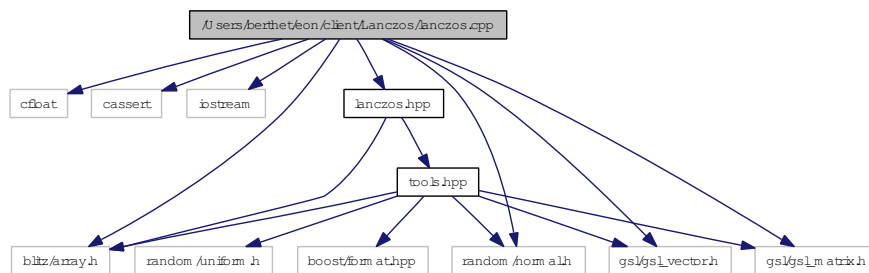 /Users/berthet/eon/client/Lanczos/lanczos.cpp
cfloat
cassert
iostream
lanczos.hpp
tools.hpp
blitz/array.h
random/uniform.h
boost/format.hpp
random/normal.h
gsl/gsl_vector.h
gsl/gsl_matrix.h